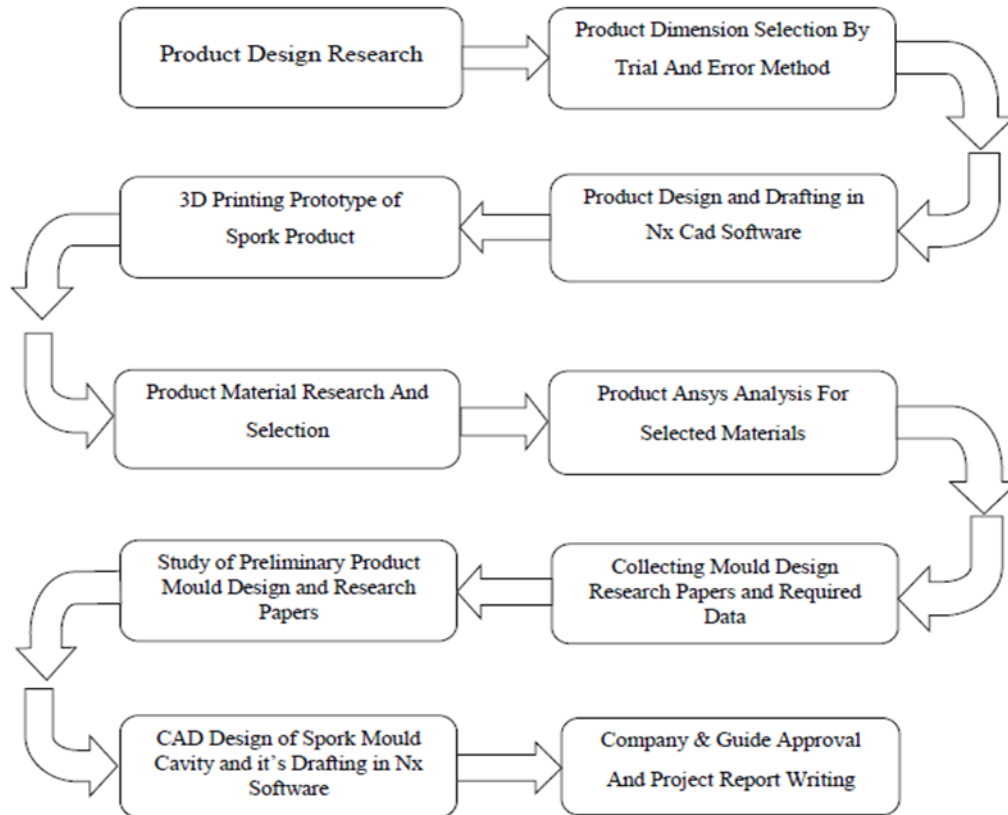 Product Design Research
Product Dimension Selection By
Trial And Error Method
Product Design and Drafting in
Nx Cad Software
3D Printing Prototype of
Spork Product
Product Material Research And
Selection
Product Ansys Analysis For
Selected Materials
Collecting Mould Design
Research Papers and Required
Data
Study of Preliminary Product
Mould Design and Research
Papers
CAD Design of Spork Mould
Cavity and it’s Drafting in Nx
Software
Company & Guide Approval
And Project Report Writing